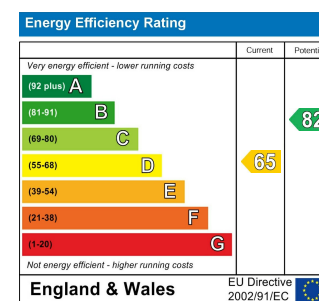 Energy Efficiency Rating
Current Potenti
Very energy efficient - lower running costs
(92 plus) A
(81-91) B
82
(69-80) C
(55-68) D
65
(39-54) E
(21-38) F
(1-20) G
Not energy efficient - higher running costs
England & Wales
EU Directive
2002/91/EC